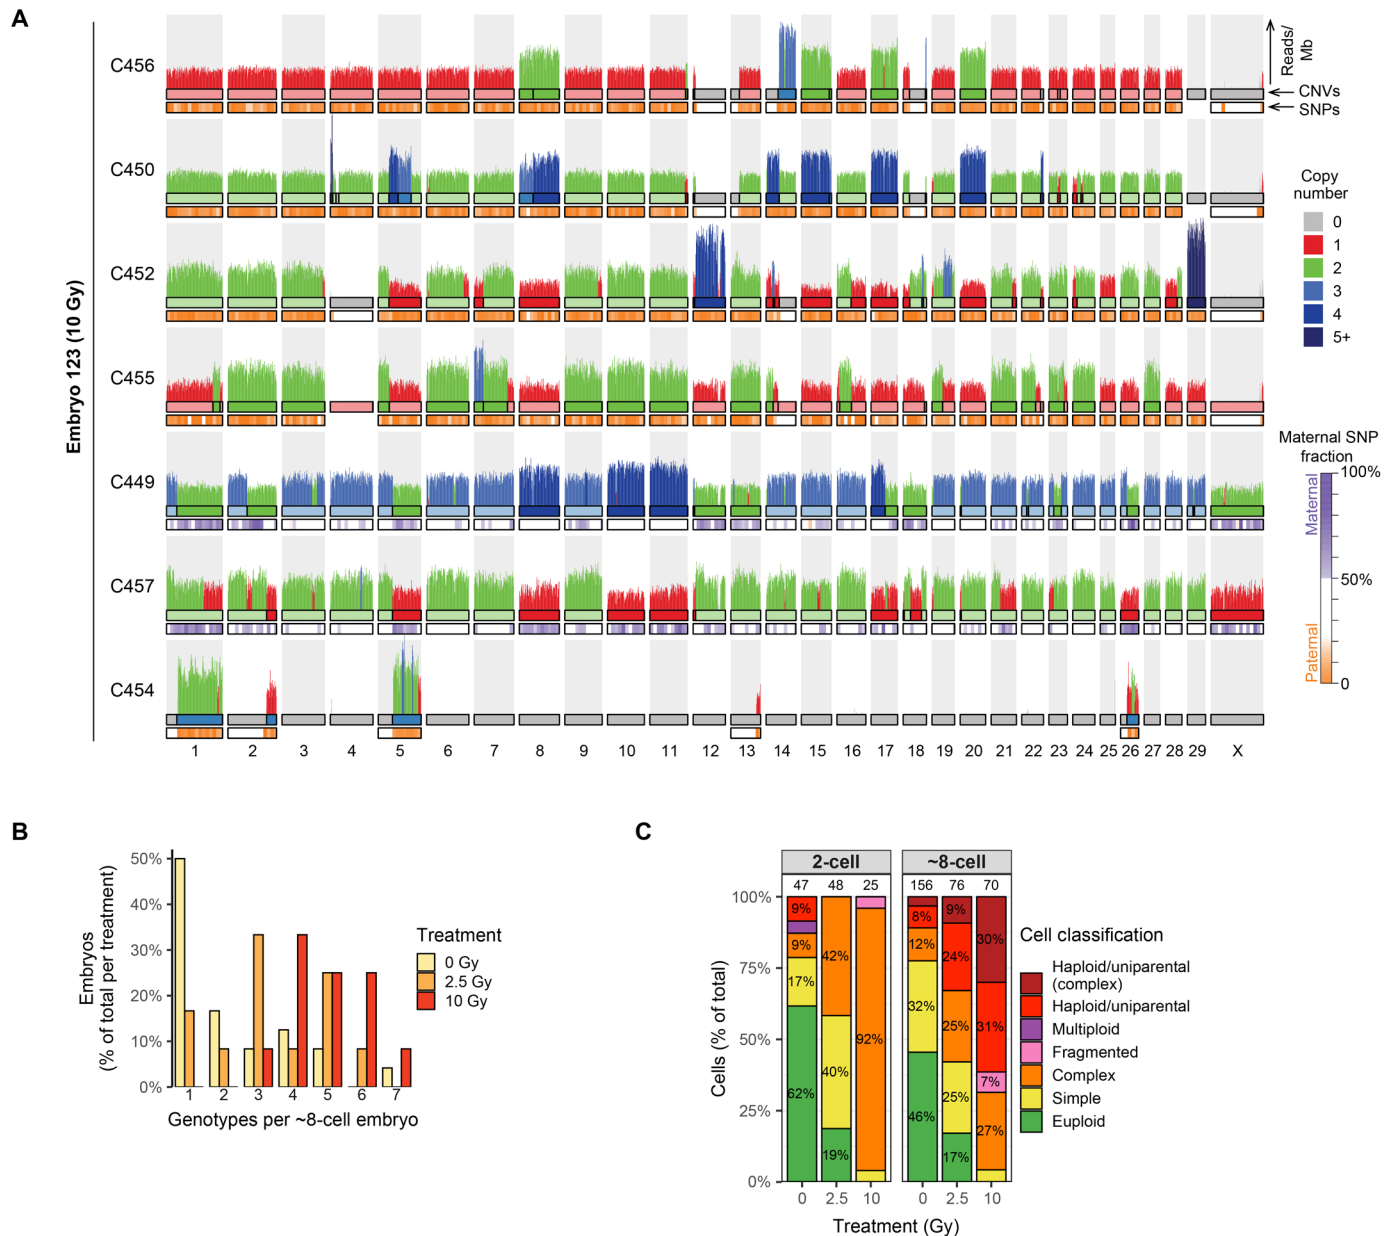 A
Embryo 123 (10 Gy)
C456
C450
C452
C455
C449
C457
C454
Reads/
Mb
CNVs
SNPs
Copy
number
0
1
2
3
4
5+
Maternal SNP
fraction
100%
50%
0
Maternal
Paternal
1 2 3 4 5 6 7 8 9 10 11 12 13 14 15 16 17 18 19 20 21 22 23 24 25 26 27 28 29 X
B
Embryos
(% of total per treatment)
50%
40%
30%
20%
10%
0%
1 2 3 4 5 6 7
Genotypes per ~8-cell embryo
Treatment
0 Gy
2.5 Gy
10 Gy
C
2-cell ~8-cell
47 48 25 156 76 70
Cells (% of total)
100%
75%
50%
25%
0%
9%
9%
17%
62%
42%
40%
19%
92%
8%
12%
32%
46%
9%
24%
25%
25%
17%
30%
31%
7%
27%
0 2.5 10 0 2.5 10
Treatment (Gy)
Cell classification
Haploid/uniparental
(complex)
Haploid/uniparental
Multiploid
Fragmented
Complex
Simple
Euploid